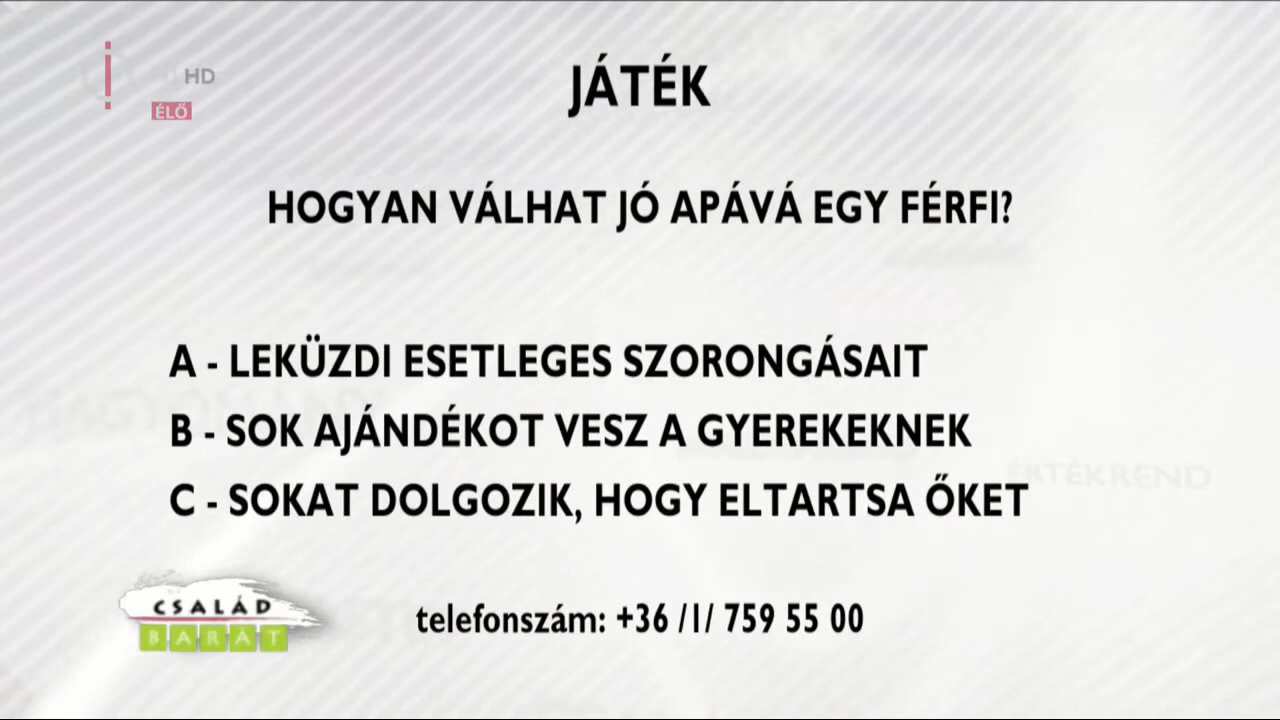 HD
ÉLŐ
JÁTÉK
HOGYAN VÁLHAT JÓ APÁVÁ EGY FÉRFI?
A - LEKÜZDI ESETLEGES SZORONGÁSAIT
B - SOK AJÁNDÉKOT VESZ A GYEREKEKNEK
C - SOKAT DOLGOZIK, HOGY ELTARTSA ŐKET
ÉRTÉKREND
CSALÁD
BARÁT
telefonszám: +36 /1/ 759 55 00